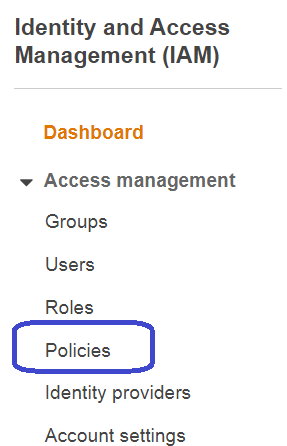 Identity and Access
Management (IAM)
Dashboard
Access management
Groups
Users
Roles
Policies
Identity providers
Account settings